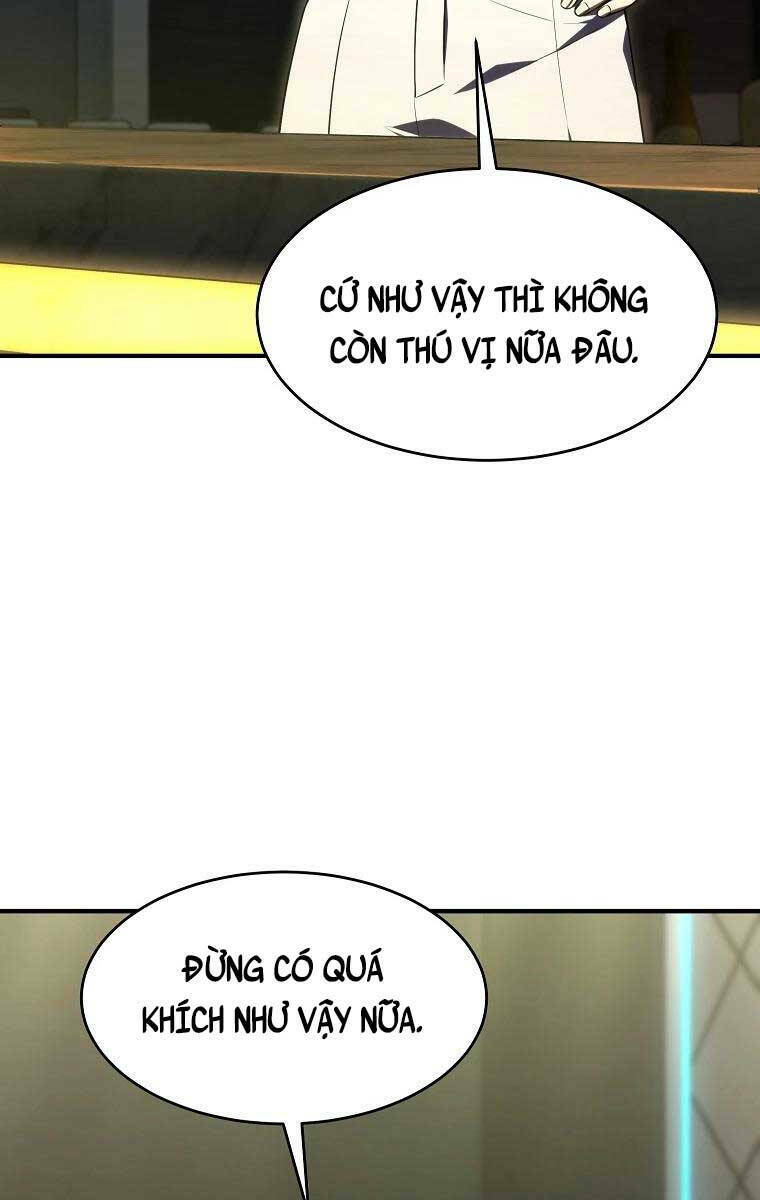 CỨ NHƯ VẬY THÌ KHÔNG
CÒN THÚ VỊ NỮA ĐÂU.
ĐỪNG CÓ QUÁ
KHÍCH NHƯ VẬY NỮA.